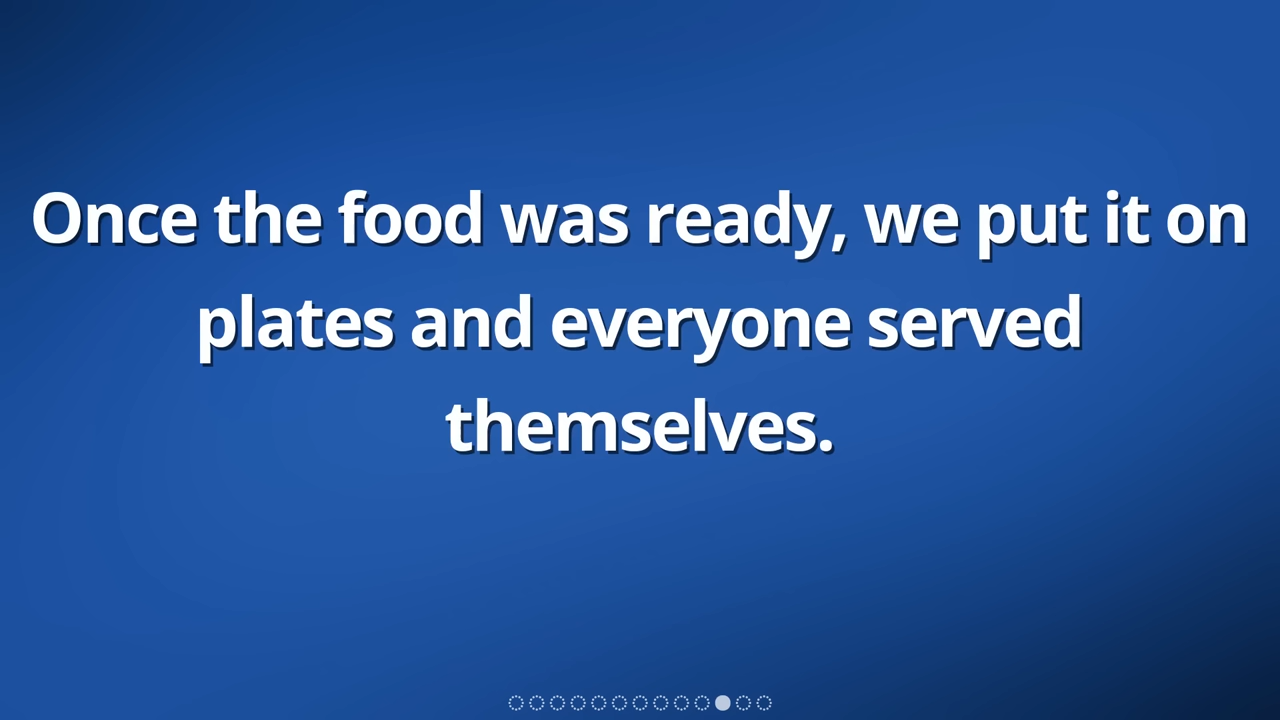 Once the food was ready, we put it on
plates and everyone served
themselves.